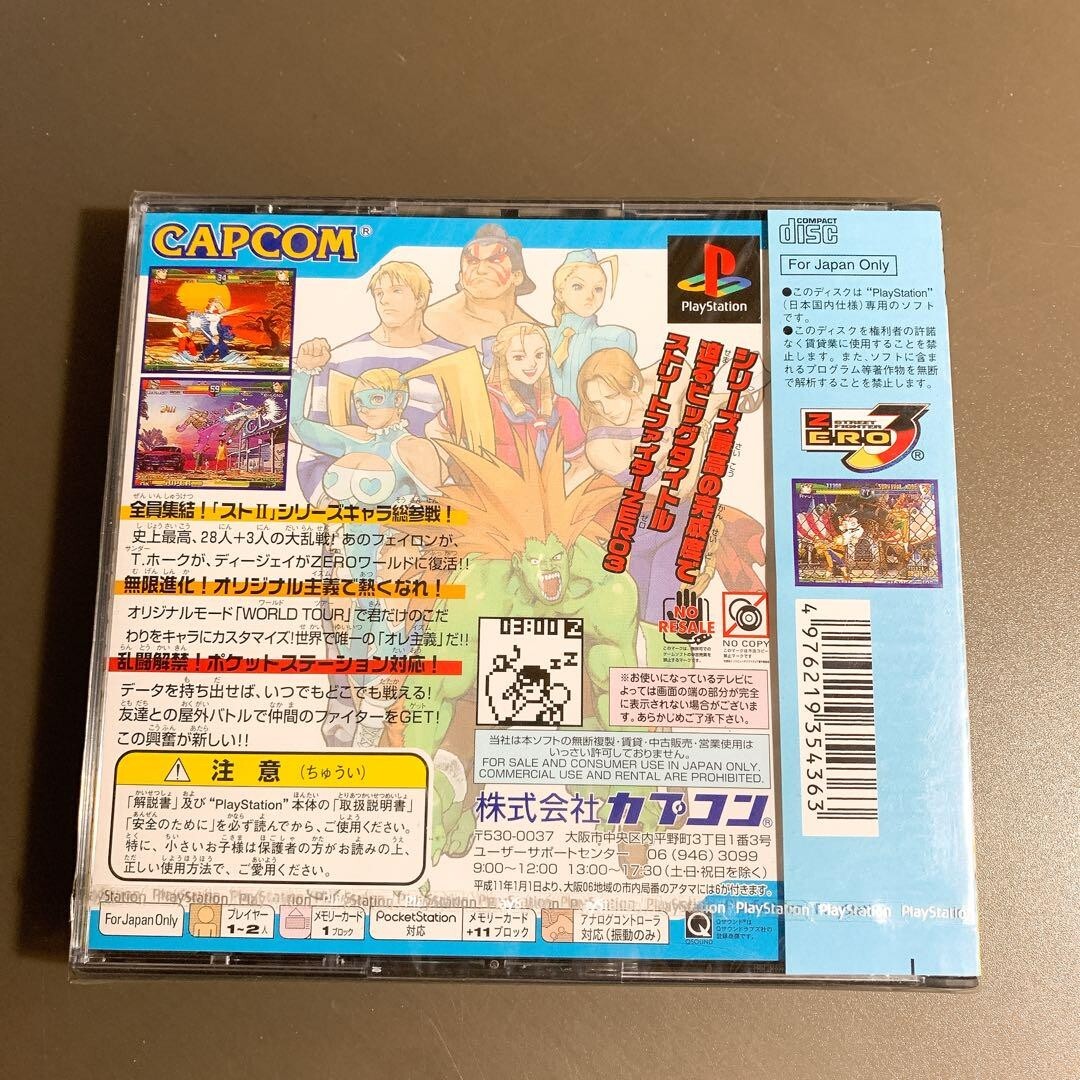 CAPCOM®
PlayStation
シリーズ最高の完成度で
迫るビッグタイトル
ストリートファイターZERO3
全員集結!「ストII」シリーズキャラ総参戦!
史上最高、28人+3人の大乱戦!あのフェイロンが、
T.ホークが、ディージェイがZEROワールドに復活!!
無限進化!オリジナル主義で熱くなれ!
オリジナルモード「WORLD TOUR」で君だけのこだ
わりをキャラにカスタマイズ!世界で唯一の「オレ主義」だ!!
乱闘解禁!ポケットステーション対応!
データを持ち出せば、いつでもどこでも戦える!
友達との屋外バトルで仲間のファイターをGET!
この興奮が新しい!!
03:00
NO
RESALE
NO COPY
※お使いになっているテレビに
よっては画面の端の部分が完全
に表示されない場合がございま
す。あらかじめご了承下さい。
当社は本ソフトの無断複製・賃貸・中古販売・営業使用は
いっさい許可しておりません。
FOR SALE AND CONSUMER USE IN JAPAN ONLY.
COMMERCIAL USE AND RENTAL ARE PROHIBITED.
注意(ちゅうい)
「解説書」及び“PlayStation”本体の「取扱説明書」
「安全のために」を必ず読んでから、ご使用ください。
特に、小さいお子様は保護者の方がお読みの上、
正しい使用方法で、ご愛用ください。
株式会社カプコン®
〒530-0037 大阪市中央区内平野町3丁目1番3号
ユーザーサポートセンター 06(946)3099
9:00~12:00 13:00~17:30(土・日・祝日を除く)
平成11年1月1日より、大阪06地域の市内局番のアタマには6が付きます。
For Japan Only
プレイヤー
1~2人
メモリーカード
1ブロック
PocketStation
対応
メモリーカード
+11ブロック
アナログコントローラ
対応(振動のみ)
QSOUND
COMPACT
disc
For Japan Only
●このディスクは“PlayStation”
(日本国内仕様)専用のソフト
です。
●このディスクを権利者の許諾
なく賃貸業に使用することを禁
止します。また、ソフトに含ま
れるプログラム等著作物を無断
で解析することを禁止します。
STREET FIGHTER
ZERO3®
4976219354363